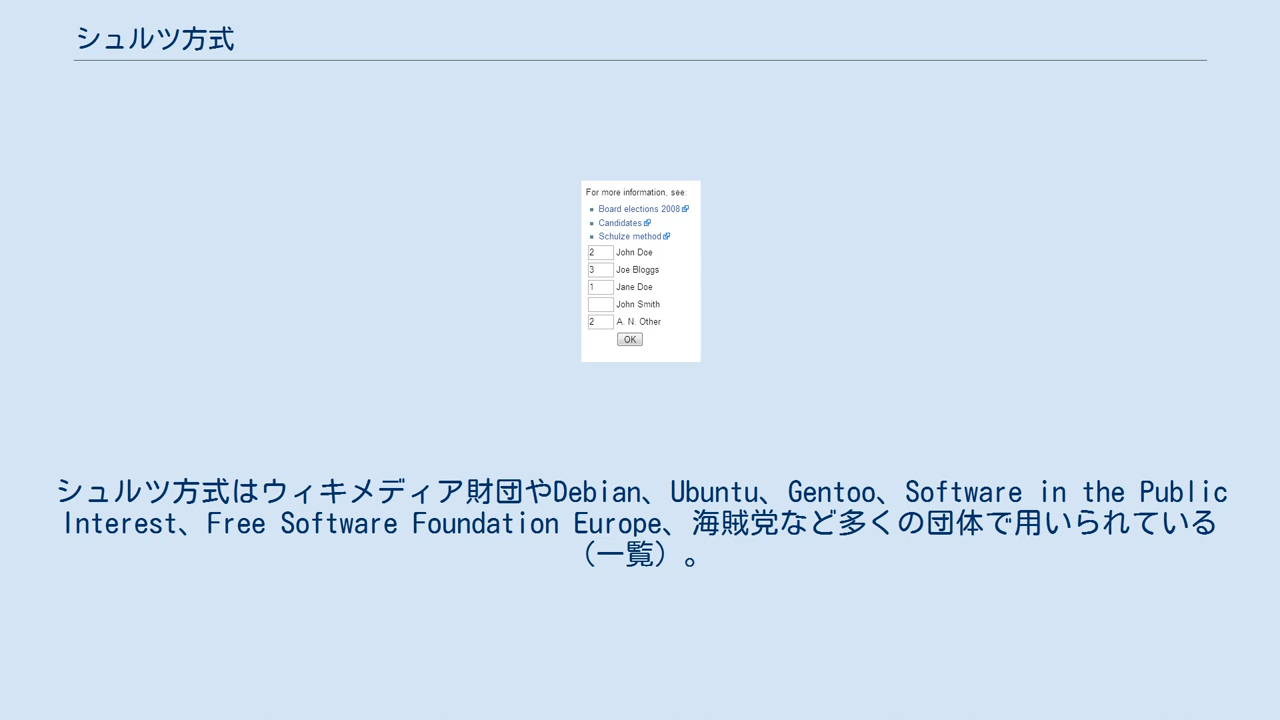 シュルツ方式
For more information, see:
Board elections 2008
Candidates
Schulze method
2 John Doe
3 Joe Bloggs
1 Jane Doe
John Smith
2 A. N. Other
OK
シュルツ方式はウィキメディア財団やDebian、Ubuntu、Gentoo、Software in the Public
Interest、Free Software Foundation Europe、海賊党など多くの団体で用いられている
（一覧）。